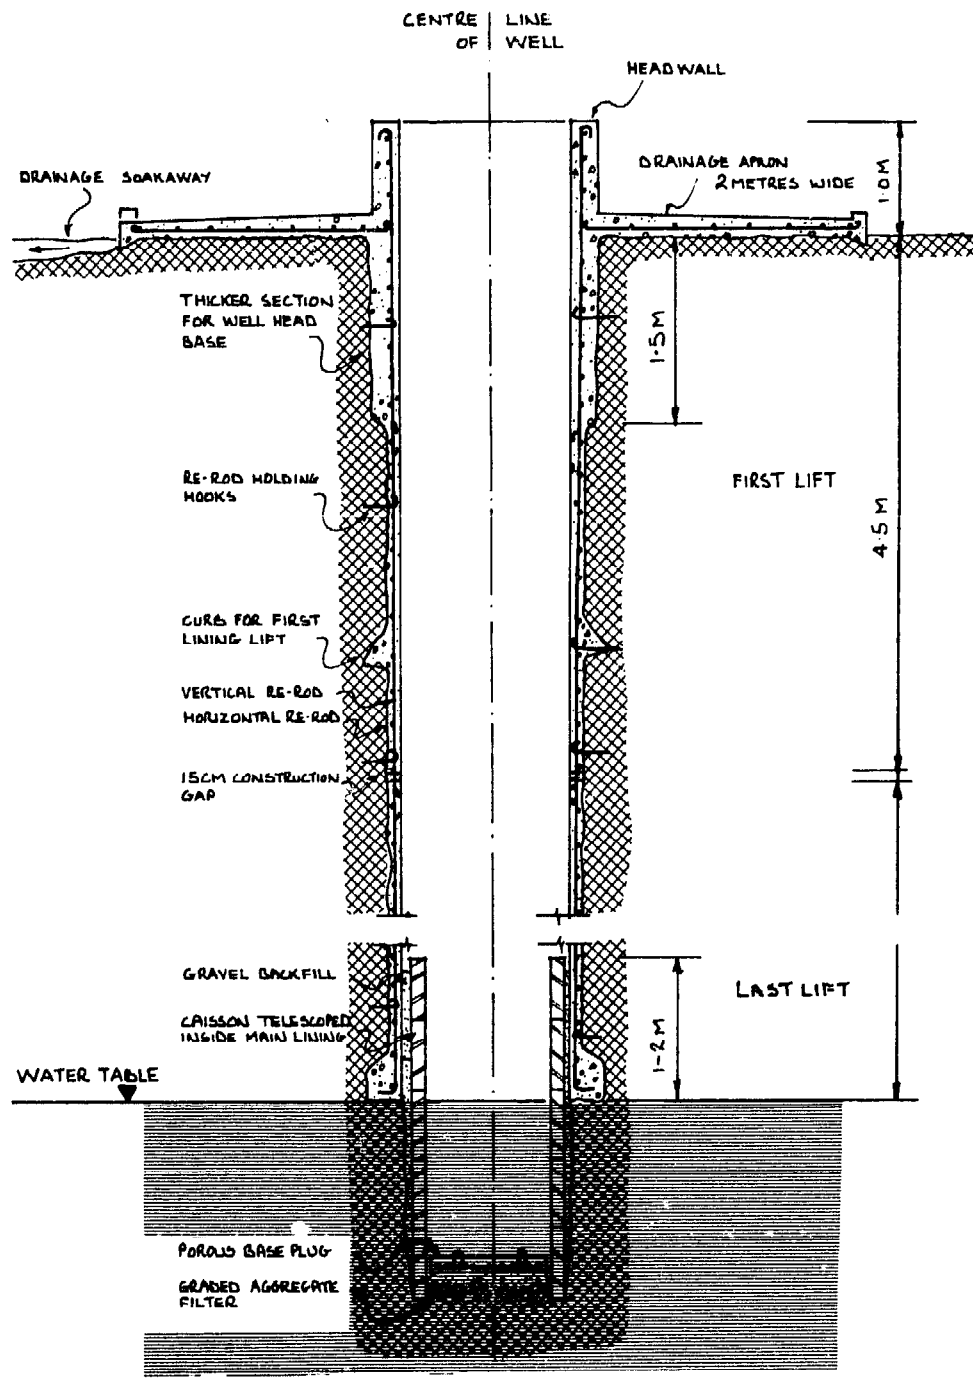 CENTRE LINE
OF WELL
HEADWALL
DRAINAGE SOAKAWAY
DRAINAGE APRON
2 METRES WIDE
1.0M
THICKER SECTION
FOR WELL HEAD
BASE
1.5M
RE-ROD HOLDING
HOOKS
FIRST LIFT
4.5M
CURB FOR FIRST
LINING LIFT
VERTICAL RE-ROD
HORIZONTAL RE-ROD
15CM CONSTRUCTION
GAP
GRAVEL BACKFILL
LAST LIFT
CAISSON TELESCOPED
INSIDE MAIN LINING
1-2M
WATER TABLE
POROUS BASE PLUG
GRADED AGGREGATE
FILTER